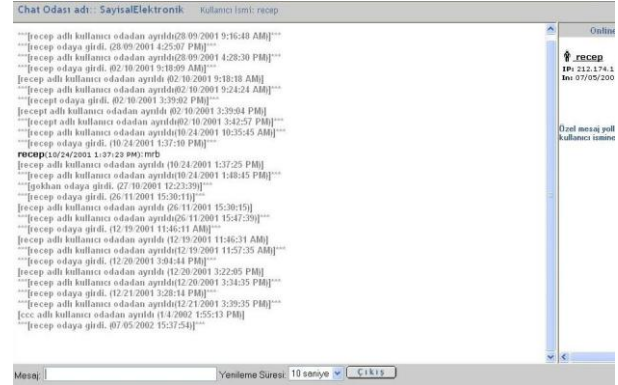 Chat Odası adı:: SayisalElektronik Kullanıcı İsmi: recep
***[recep adlı kullanıcı odadan ayrıldı(28/09/2001 9:16:48 AM)]***
***[recep odaya girdi. (28/09/2001 4:25:07 PM)]***
***[recep adlı kullanıcı odadan ayrıldı(28/09/2001 4:28:30 PM)]***
***[recep odaya girdi. (02/10/2001 9:18:09 AM)]***
[recep adlı kullanıcı odadan ayrıldı (02/10/2001 9:18:18 AM)]
***[recep adlı kullanıcı odadan ayrıldı(02/10/2001 9:24:24 AM)]***
***[recept odaya girdi. (02/10/2001 3:39:02 PM)]***
[recept adlı kullanıcı odadan ayrıldı (02/10/2001 3:39:04 PM)]
***[recept adlı kullanıcı odadan ayrıldı(02/10/2001 3:42:57 PM)]***
***[recep adlı kullanıcı odadan ayrıldı(10/24/2001 10:35:45 AM)]***
***[recep odaya girdi. (10/24/2001 1:37:10 PM)]***
recep(10/24/2001 1:37:23 PM): mrb
[recep adlı kullanıcı odadan ayrıldı (10/24/2001 1:37:25 PM)]
***[recep adlı kullanıcı odadan ayrıldı(10/24/2001 1:48:45 PM)]***
***[gokhan odaya girdi. (27/10/2001 12:23:39)]***
***[recep odaya girdi. (26/11/2001 15:30:11)]***
[recep adlı kullanıcı odadan ayrıldı (26/11/2001 15:30:15)]
***[recep adlı kullanıcı odadan ayrıldı(26/11/2001 15:47:39)]***
***[recep odaya girdi. (12/19/2001 11:46:11 AM)]***
[recep adlı kullanıcı odadan ayrıldı (12/19/2001 11:46:31 AM)]
***[recep adlı kullanıcı odadan ayrıldı(12/19/2001 11:57:35 AM)]***
***[recep odaya girdi. (12/20/2001 3:04:44 PM)]***
[recep adlı kullanıcı odadan ayrıldı (12/20/2001 3:22:05 PM)]
***[recep adlı kullanıcı odadan ayrıldı(12/20/2001 3:34:35 PM)]***
***[recep odaya girdi. (12/21/2001 3:28:14 PM)]***
***[recep adlı kullanıcı odadan ayrıldı(12/21/2001 3:39:35 PM)]***
[ccc adlı kullanıcı odadan ayrıldı (1/4/2002 1:55:13 PM)]
***[recep odaya girdi. (07/05/2002 15:37:54)]***
Online
recep
IP: 212.174.1
In: 07/05/200
Özel mesaj poll
kullanıcı ismine
Mesaj: Yenileme Süresi: 10 saniye Çıkış